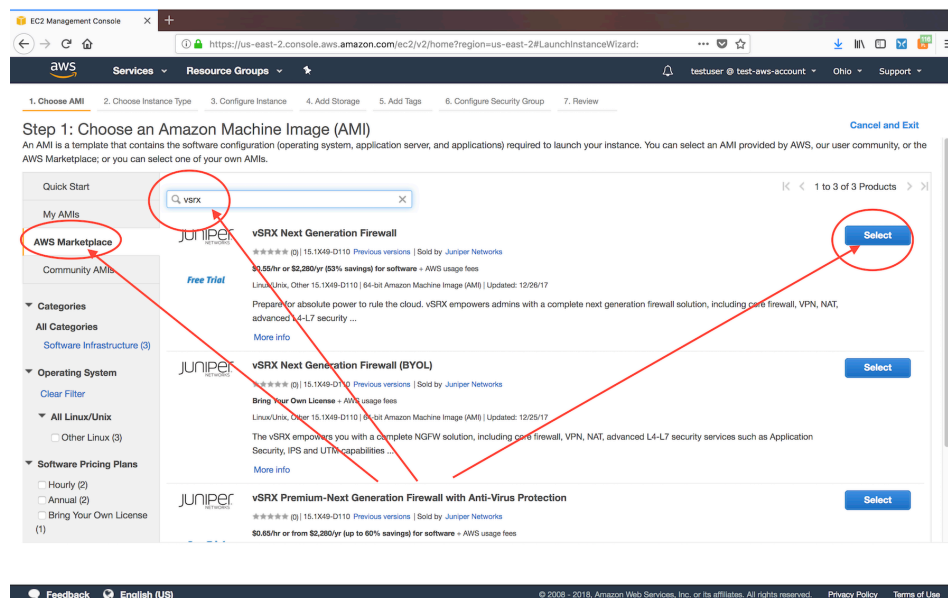 EC2 Management Console
https://us-east-2.console.aws.amazon.com/ec2/v2/home?region=us-east-2#LaunchInstanceWizard:
116
aws
Services
Resource Groups
testuser @ test-aws-account
Ohio
Support
1. Choose AMI
2. Choose Instance Type
3. Configure Instance
4. Add Storage
5. Add Tags
6. Configure Security Group
7. Review
Step 1: Choose an Amazon Machine Image (AMI)
Cancel and Exit
An AMI is a template that contains the software configuration (operating system, application server, and applications) required to launch your instance. You can select an AMI provided by AWS, our user community, or the
AWS Marketplace; or you can select one of your own AMIs.
Quick Start
My AMIs
AWS Marketplace
Community AMIs
Categories
All Categories
Software Infrastructure (3)
Operating System
Clear Filter
All Linux/Unix
Other Linux (3)
Software Pricing Plans
Hourly (2)
Annual (2)
Bring Your Own License
(1)
vsrx
1 to 3 of 3 Products
JUNIPER
NETWORKS
Free Trial
vSRX Next Generation Firewall
(0) | 15.1X49-D110 Previous versions | Sold by Juniper Networks
$0.55/hr or $2,280/yr (53% savings) for software + AWS usage fees
Linux/Unix, Other 15.1X49-D110 | 64-bit Amazon Machine Image (AMI) | Updated: 12/26/17
Prepare for absolute power to rule the cloud. vSRX empowers admins with a complete next generation firewall solution, including core firewall, VPN, NAT,
advanced L4-L7 security ...
More info
Select
JUNIPER
NETWORKS
vSRX Next Generation Firewall (BYOL)
(0) | 15.1X49-D110 Previous versions | Sold by Juniper Networks
Bring Your Own License + AWS usage fees
Linux/Unix, Other 15.1X49-D110 | 64-bit Amazon Machine Image (AMI) | Updated: 12/25/17
The vSRX empowers you with a complete NGFW solution, including core firewall, VPN, NAT, advanced L4-L7 security services such as Application
Security, IPS and UTM capabilities ...
More info
Select
JUNIPER
NETWORKS
vSRX Premium-Next Generation Firewall with Anti-Virus Protection
(0) | 15.1X49-D110 Previous versions | Sold by Juniper Networks
$0.65/hr or from $2,280/yr (up to 60% savings) for software + AWS usage fees
Select
Feedback
English (US)
© 2008 - 2018, Amazon Web Services, Inc. or its affiliates. All rights reserved.
Privacy Policy
Terms of Use